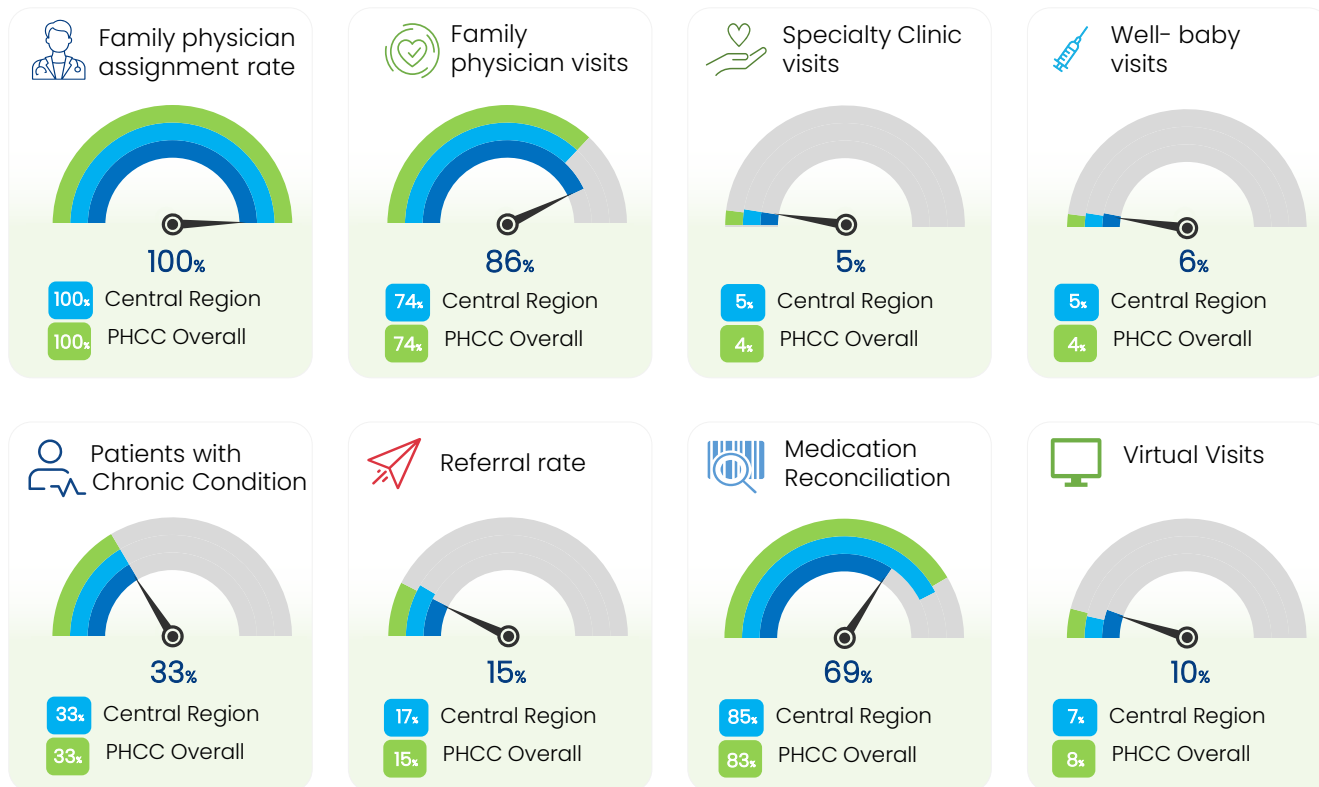 Family physician
assignment rate
100%
100% Central Region
100% PHCC Overall
Family
physician visits
86%
74% Central Region
74% PHCC Overall
Specialty Clinic
visits
5%
5% Central Region
4% PHCC Overall
Well- baby
visits
6%
5% Central Region
4% PHCC Overall
Patients with
Chronic Condition
33%
33% Central Region
33% PHCC Overall
Referral rate
15%
17% Central Region
15% PHCC Overall
Medication
Reconciliation
69%
85% Central Region
83% PHCC Overall
Virtual Visits
10%
7% Central Region
8% PHCC Overall